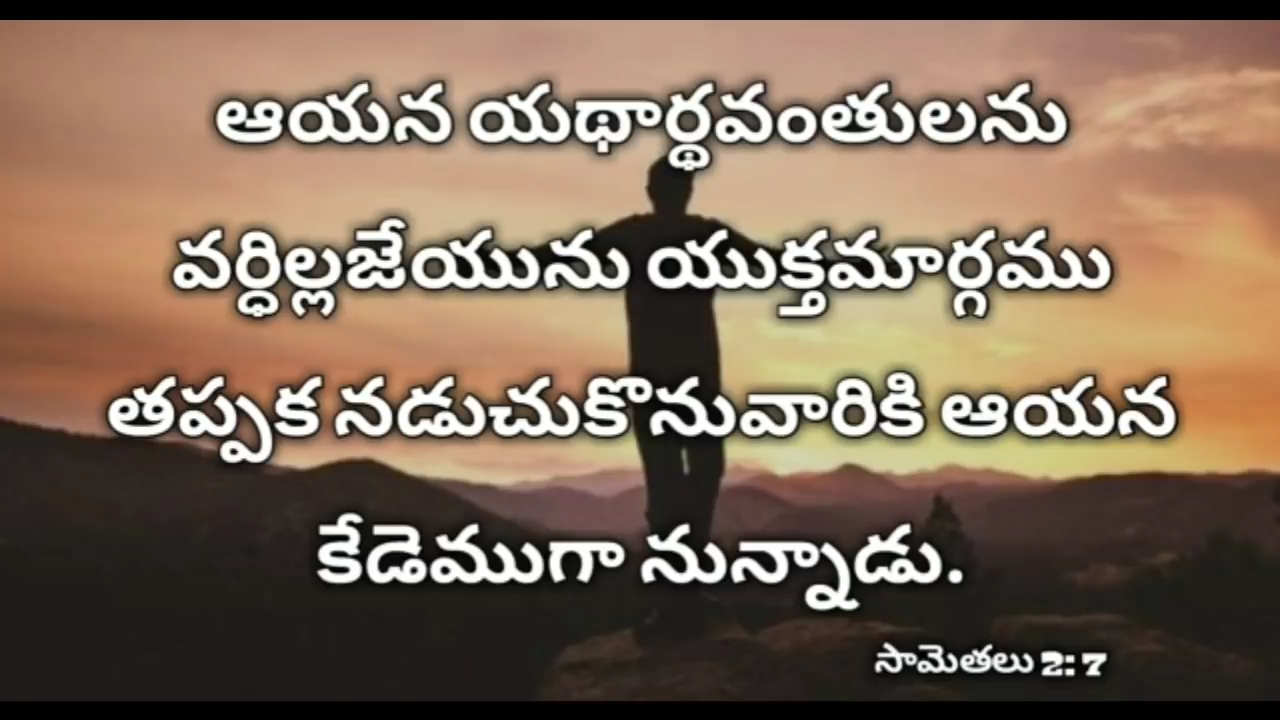 ఆయన యథార్థవంతులను
వర్ధిల్లజేయును యుక్తమార్గము
తప్పక నడుచుకొనువారికి ఆయన
కేడెముగా నున్నాడు.
సామెతలు 2: 7